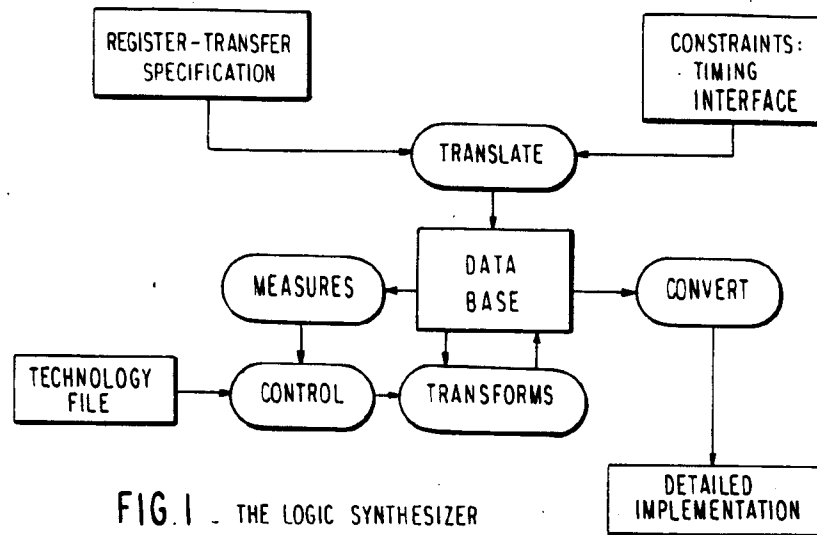 REGISTER-TRANSFER
SPECIFICATION
CONSTRAINTS:
TIMING
INTERFACE
TRANSLATE
DATA
BASE
MEASURES
CONVERT
TECHNOLOGY
FILE
CONTROL
TRANSFORMS
DETAILED
IMPLEMENTATION
FIG.1 - THE LOGIC SYNTHESIZER